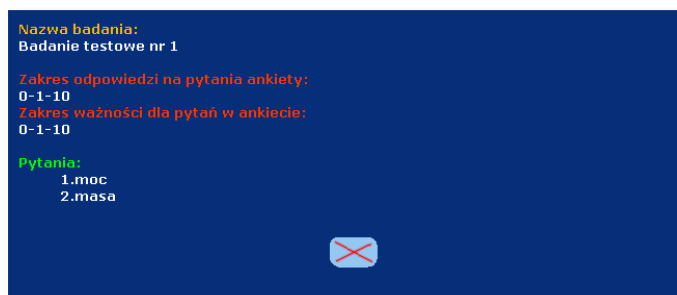 Nazwa badania:
Badanie testowe nr 1
Zakres odpowiedzi na pytania ankiety:
0-1-10
Zakres ważności dla pytań w ankiecie:
0-1-10
Pytania:
1.moc
2.masa